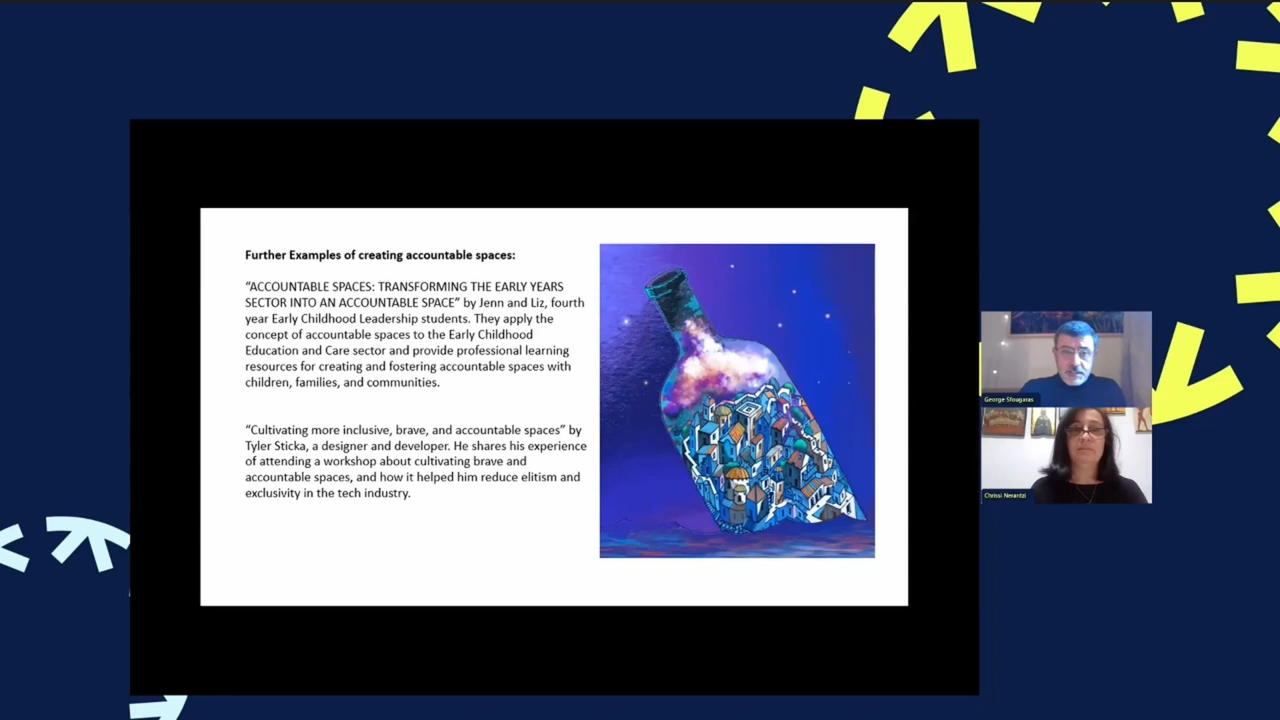 Further Examples of creating accountable spaces:
“ACCOUNTABLE SPACES: TRANSFORMING THE EARLY YEARS
SECTOR INTO AN ACCOUNTABLE SPACE” by Jenn and Liz, fourth
year Early Childhood Leadership students. They apply the
concept of accountable spaces to the Early Childhood
Education and Care sector and provide professional learning
resources for creating and fostering accountable spaces with
children, families, and communities.
“Cultivating more inclusive, brave, and accountable spaces” by
Tyler Sticka, a designer and developer. He shares his experience
of attending a workshop about cultivating brave and
accountable spaces, and how it helped him reduce elitism and
exclusivity in the tech industry.
George Sfougaras
Chrissi Nerantzi